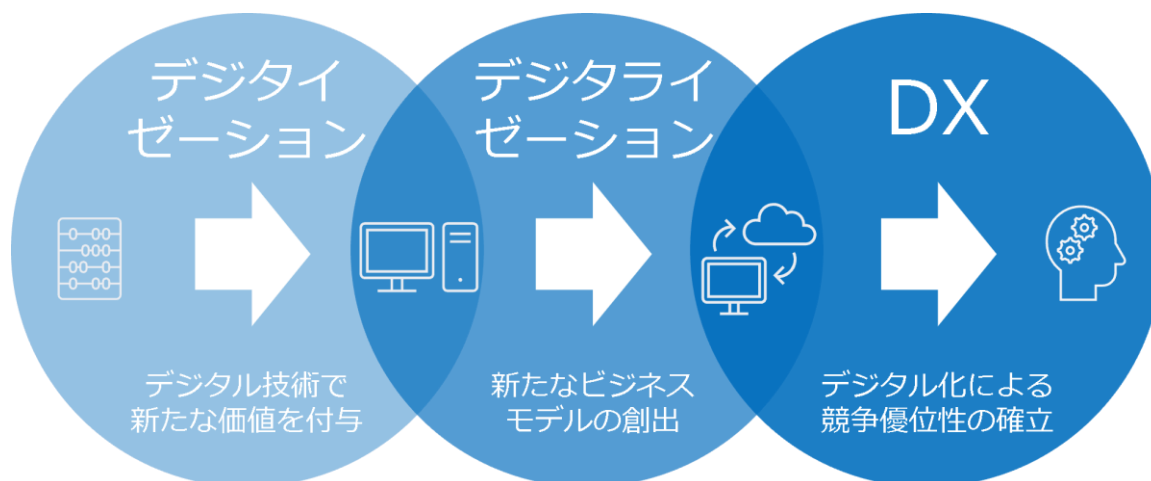 デジタイ
ゼーション
デジタル技術で
新たな価値を付与
デジタライ
ゼーション
新たなビジネス
モデルの創出
DX
デジタル化による
競争優位性の確立